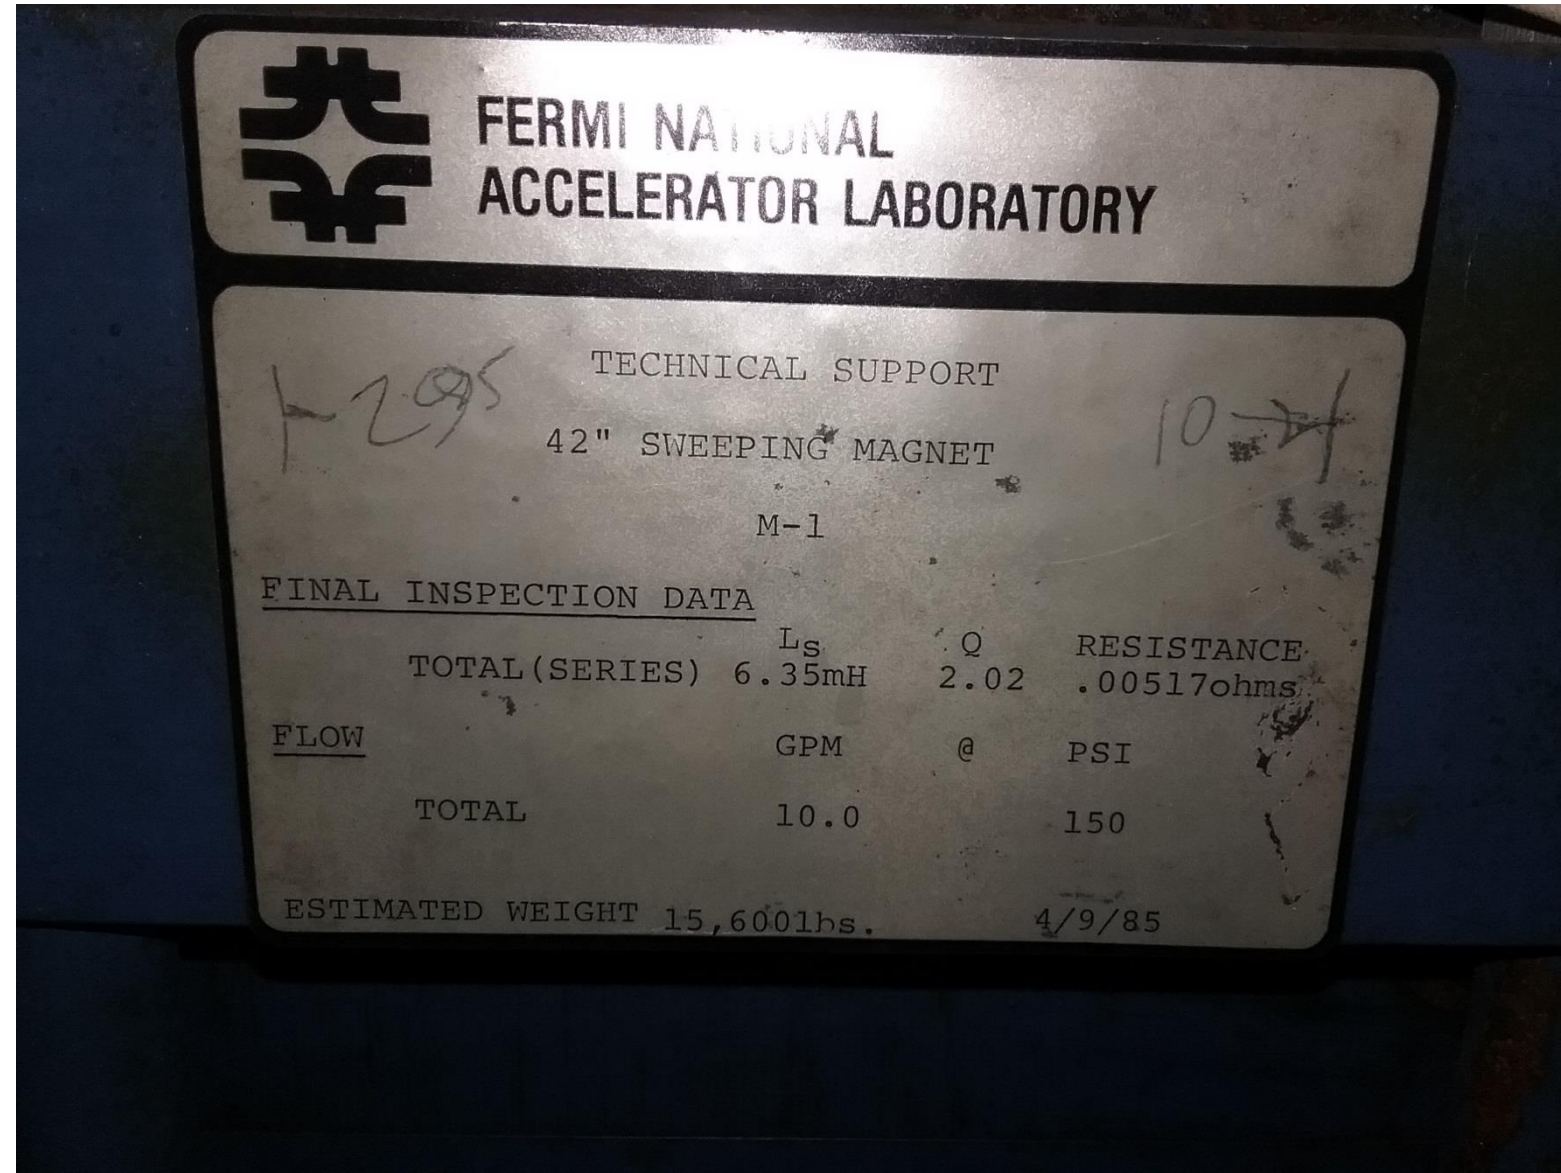 FERMI NATIONAL
ACCELERATOR LABORATORY
TECHNICAL SUPPORT
42" SWEEPING MAGNET
M-1
FINAL INSPECTION DATA
Ls Q RESISTANCE
TOTAL(SERIES) 6.35mH 2.02 .00517ohms
FLOW GPM @ PSI
TOTAL 10.0 150
ESTIMATED WEIGHT 15,600lbs. 4/9/85